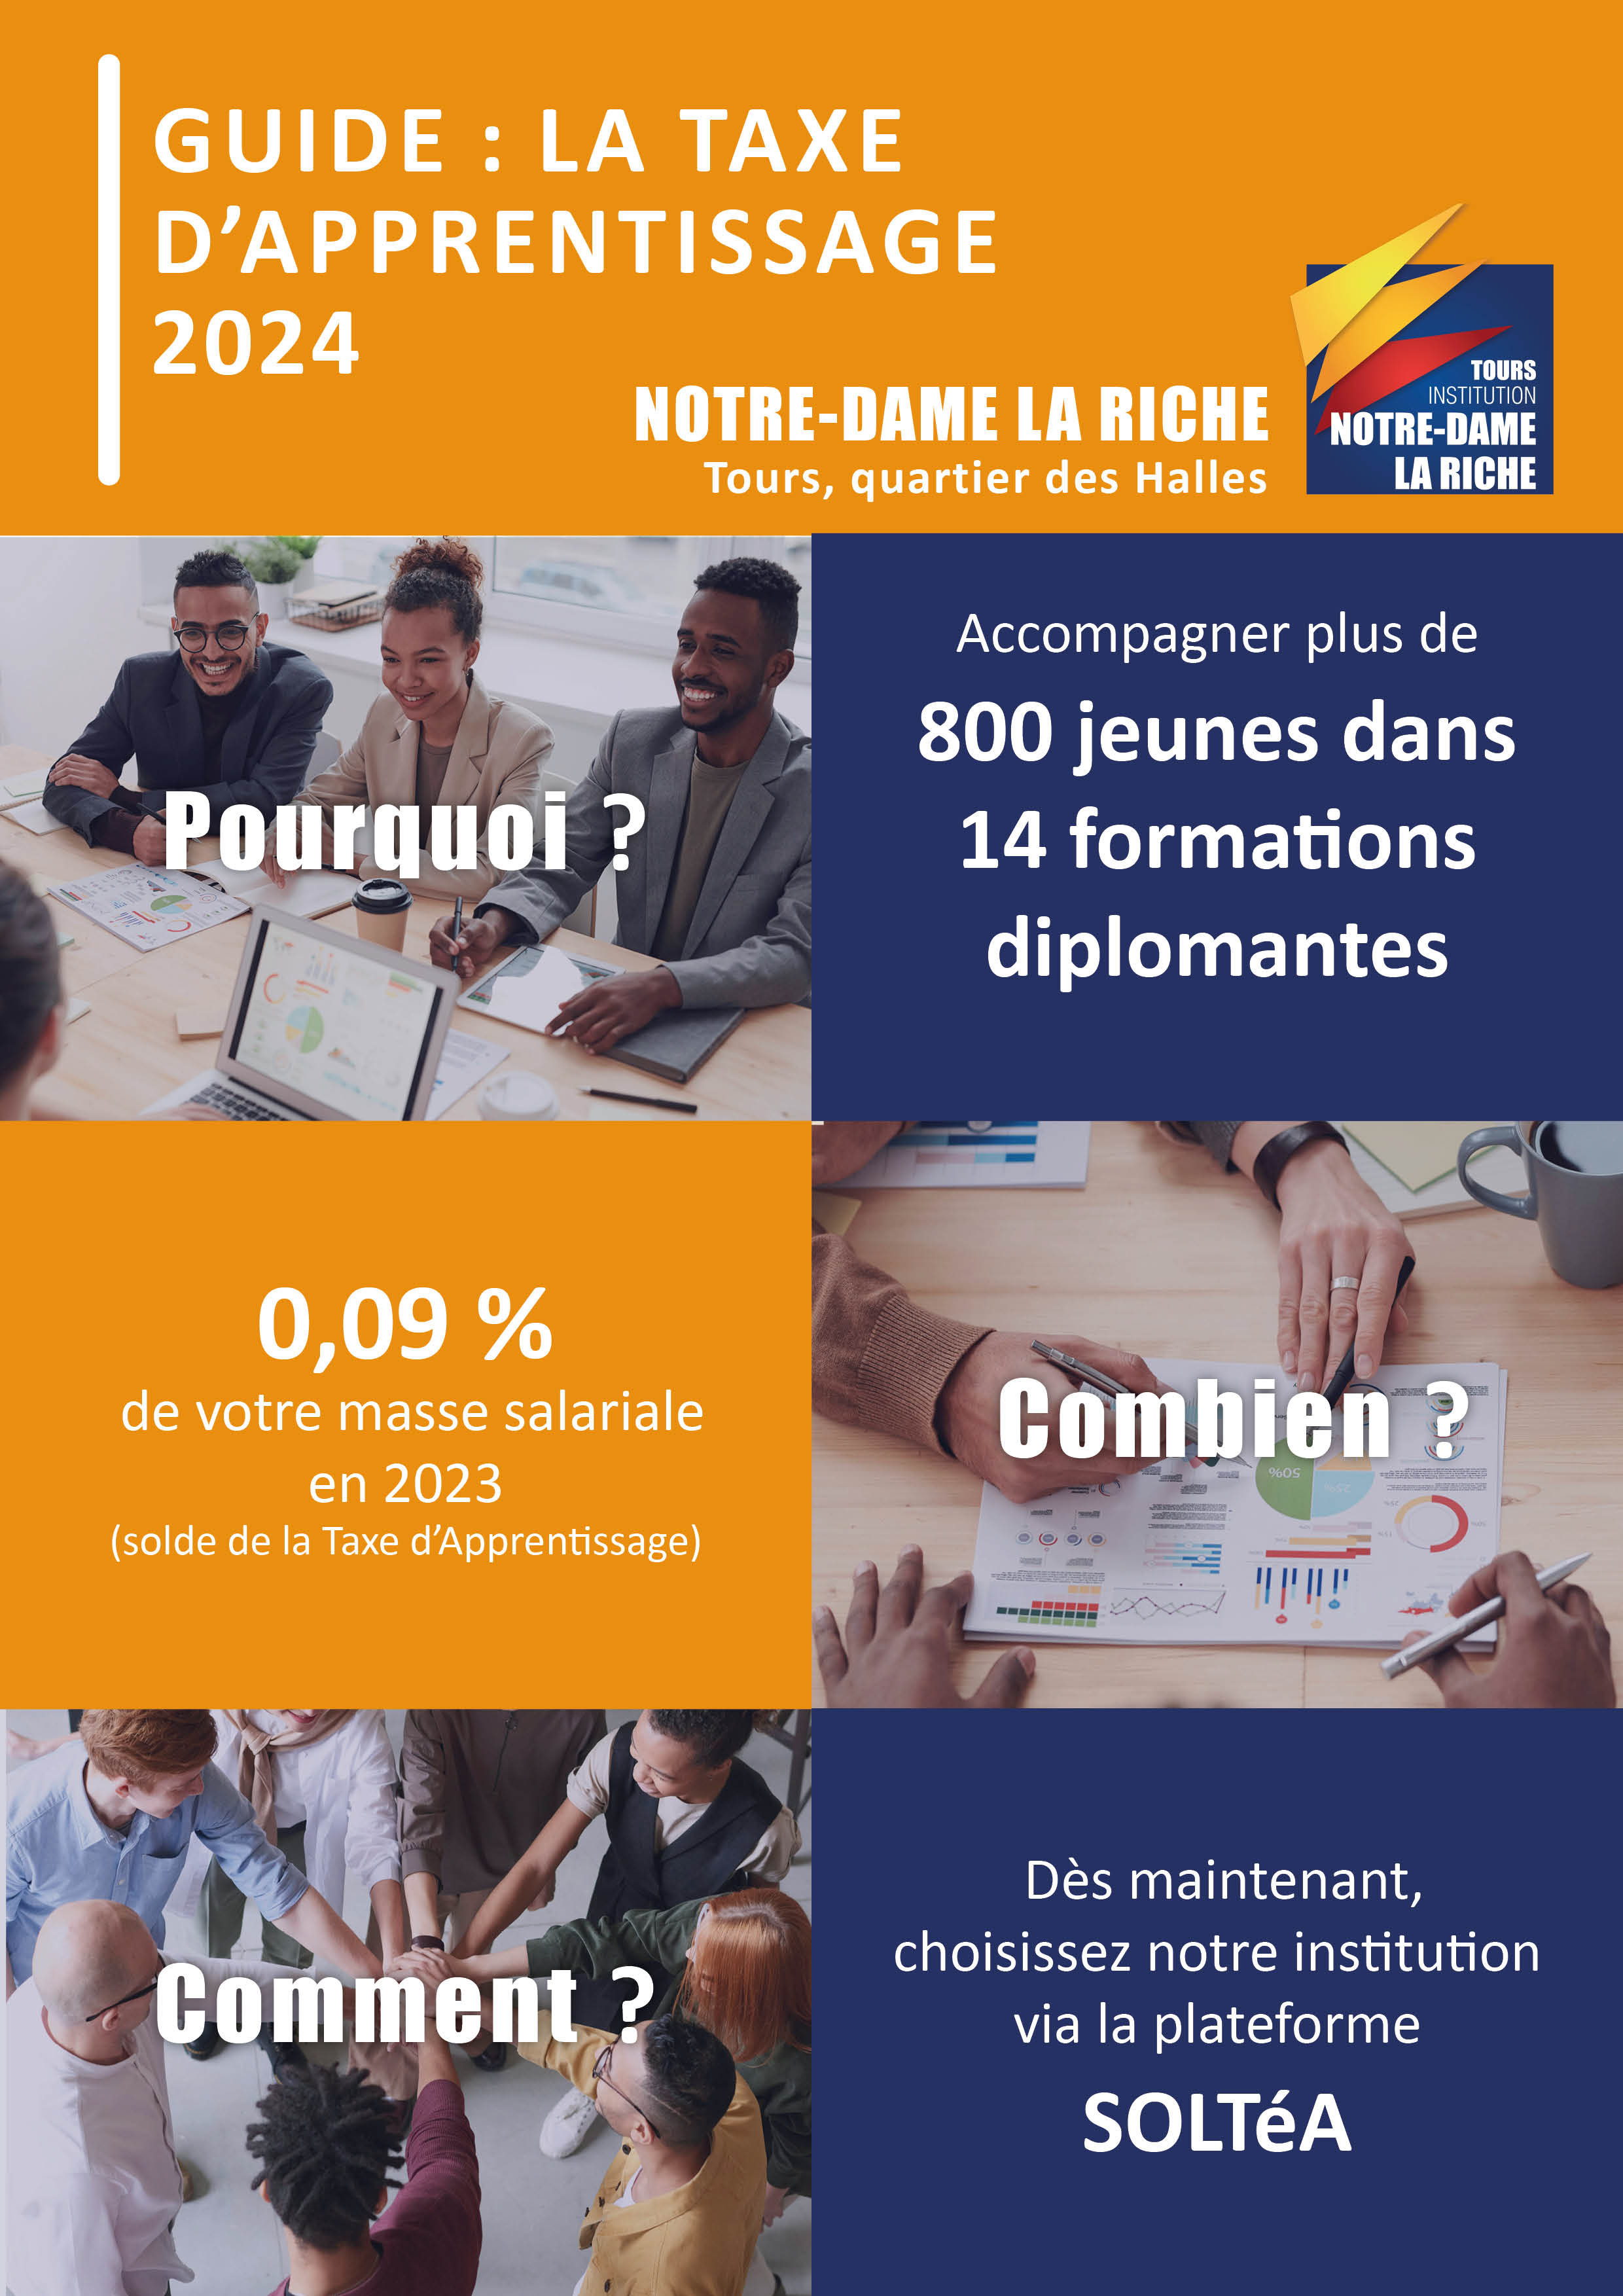 GUIDE : LA TAXE
D’APPRENTISSAGE
2024
NOTRE-DAME LA RICHE
Tours, quartier des Halles
TOURS
INSTITUTION
NOTRE-DAME
LA RICHE
Pourquoi ?
Accompagner plus de
800 jeunes dans
14 formations
diplomantes
0,09 %
de votre masse salariale
en 2023
(solde de la Taxe d’Apprentissage)
Combien ?
50%
25%
Comment ?
Dès maintenant,
choisissez notre institution
via la plateforme
SOLTéA